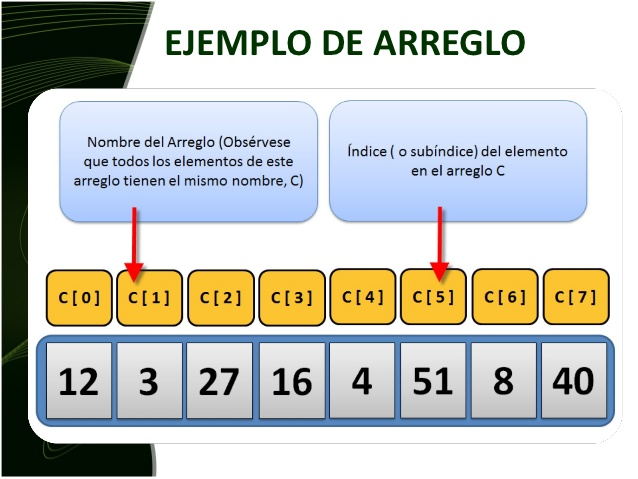 EJEMPLO DE ARREGLO
Nombre del Arreglo (Obsérvese
que todos los elementos de este
arreglo tienen el mismo nombre, C)
Índice ( o subíndice) del elemento
en el arreglo C
C [ 0 ] C [ 1 ] C [ 2 ] C [ 3 ] C [ 4 ] C [ 5 ] C [ 6 ] C [ 7 ]
12 3 27 16 4 51 8 40